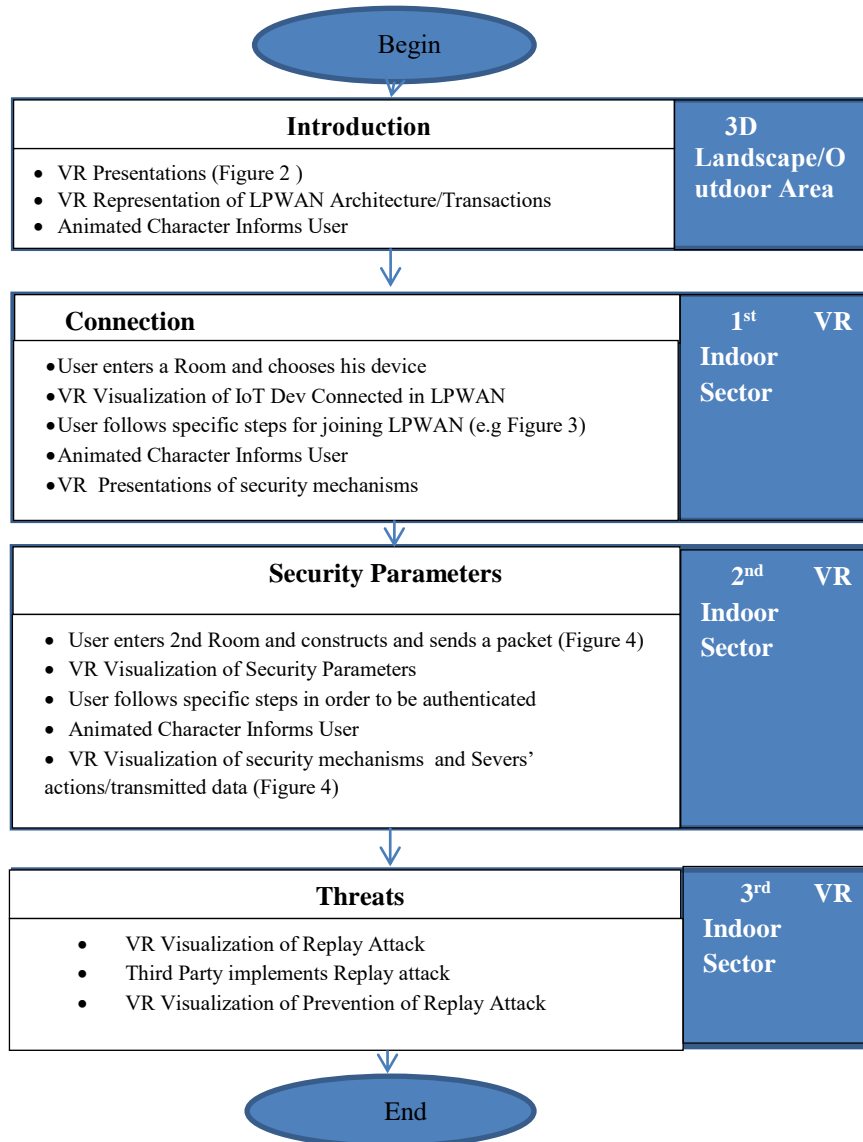 Begin
Introduction
• VR Presentations (Figure 2 )
• VR Representation of LPWAN Architecture/Transactions
• Animated Character Informs User
3D
Landscape/O
utdoor Area
Connection
•User enters a Room and chooses his device
•VR Visualization of IoT Dev Connected in LPWAN
•User follows specific steps for joining LPWAN (e.g Figure 3)
•Animated Character Informs User
•VR Presentations of security mechanisms
1st VR
Indoor
Sector
Security Parameters
• User enters 2nd Room and constructs and sends a packet (Figure 4)
• VR Visualization of Security Parameters
• User follows specific steps in order to be authenticated
• Animated Character Informs User
• VR Visualization of security mechanisms and Severs'
actions/transmitted data (Figure 4)
2nd VR
Indoor
Sector
Threats
• VR Visualization of Replay Attack
• Third Party implements Replay attack
• VR Visualization of Prevention of Replay Attack
3rd VR
Indoor
Sector
End